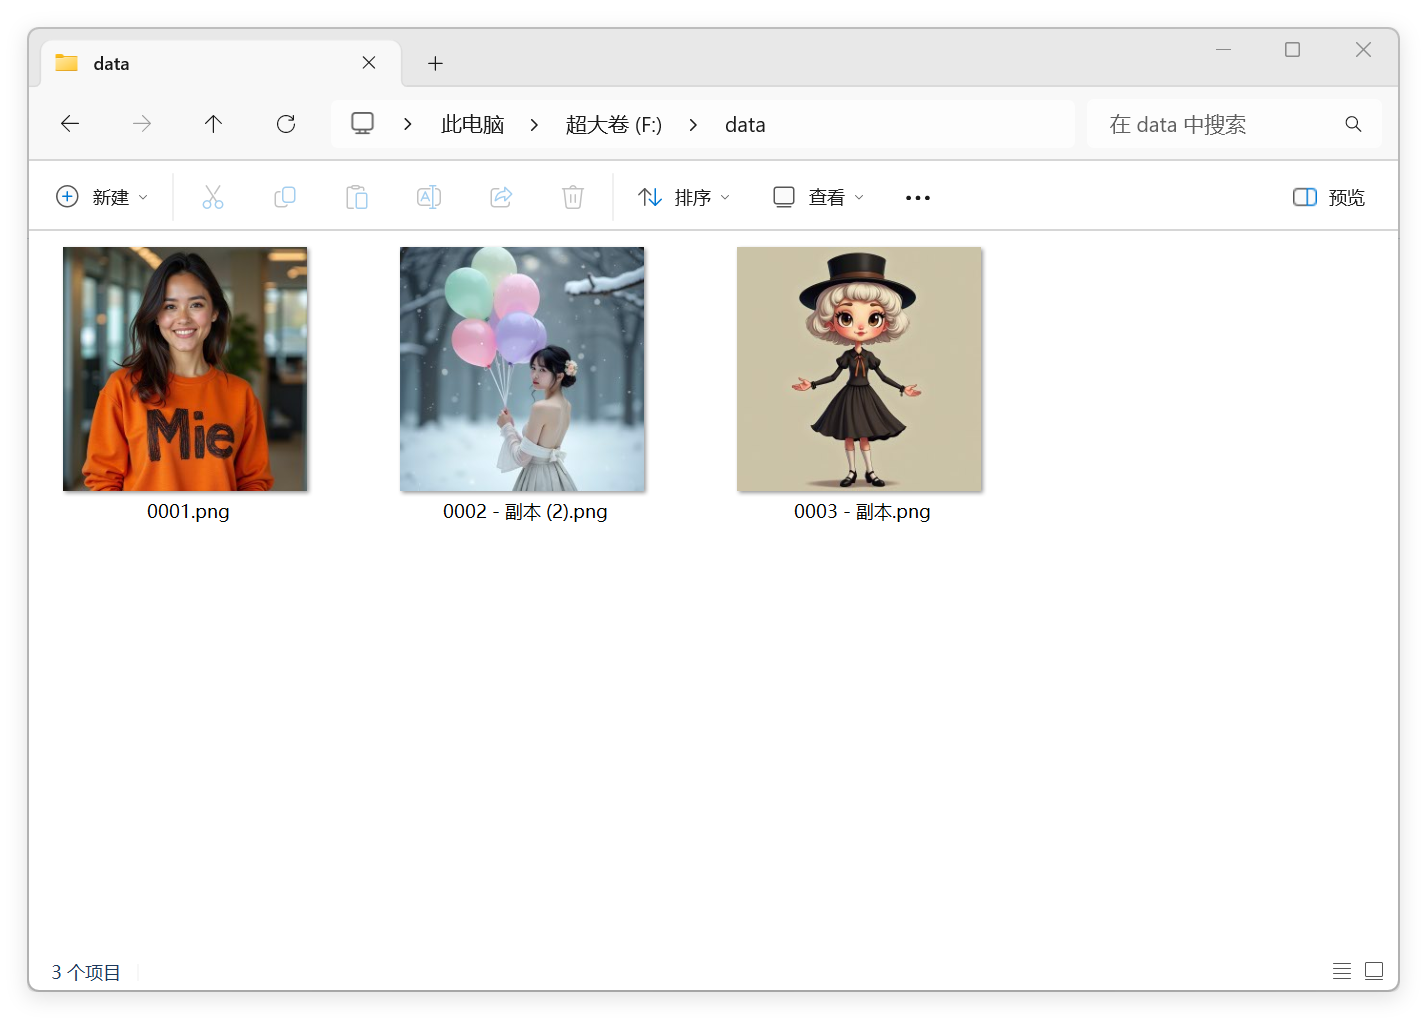 data
此电脑 > 超大卷 (F:) > data
在 data 中搜索
新建
排序
查看
预览
Mie
0001.png
0002 - 副本 (2).png
0003 - 副本.png
3 个项目